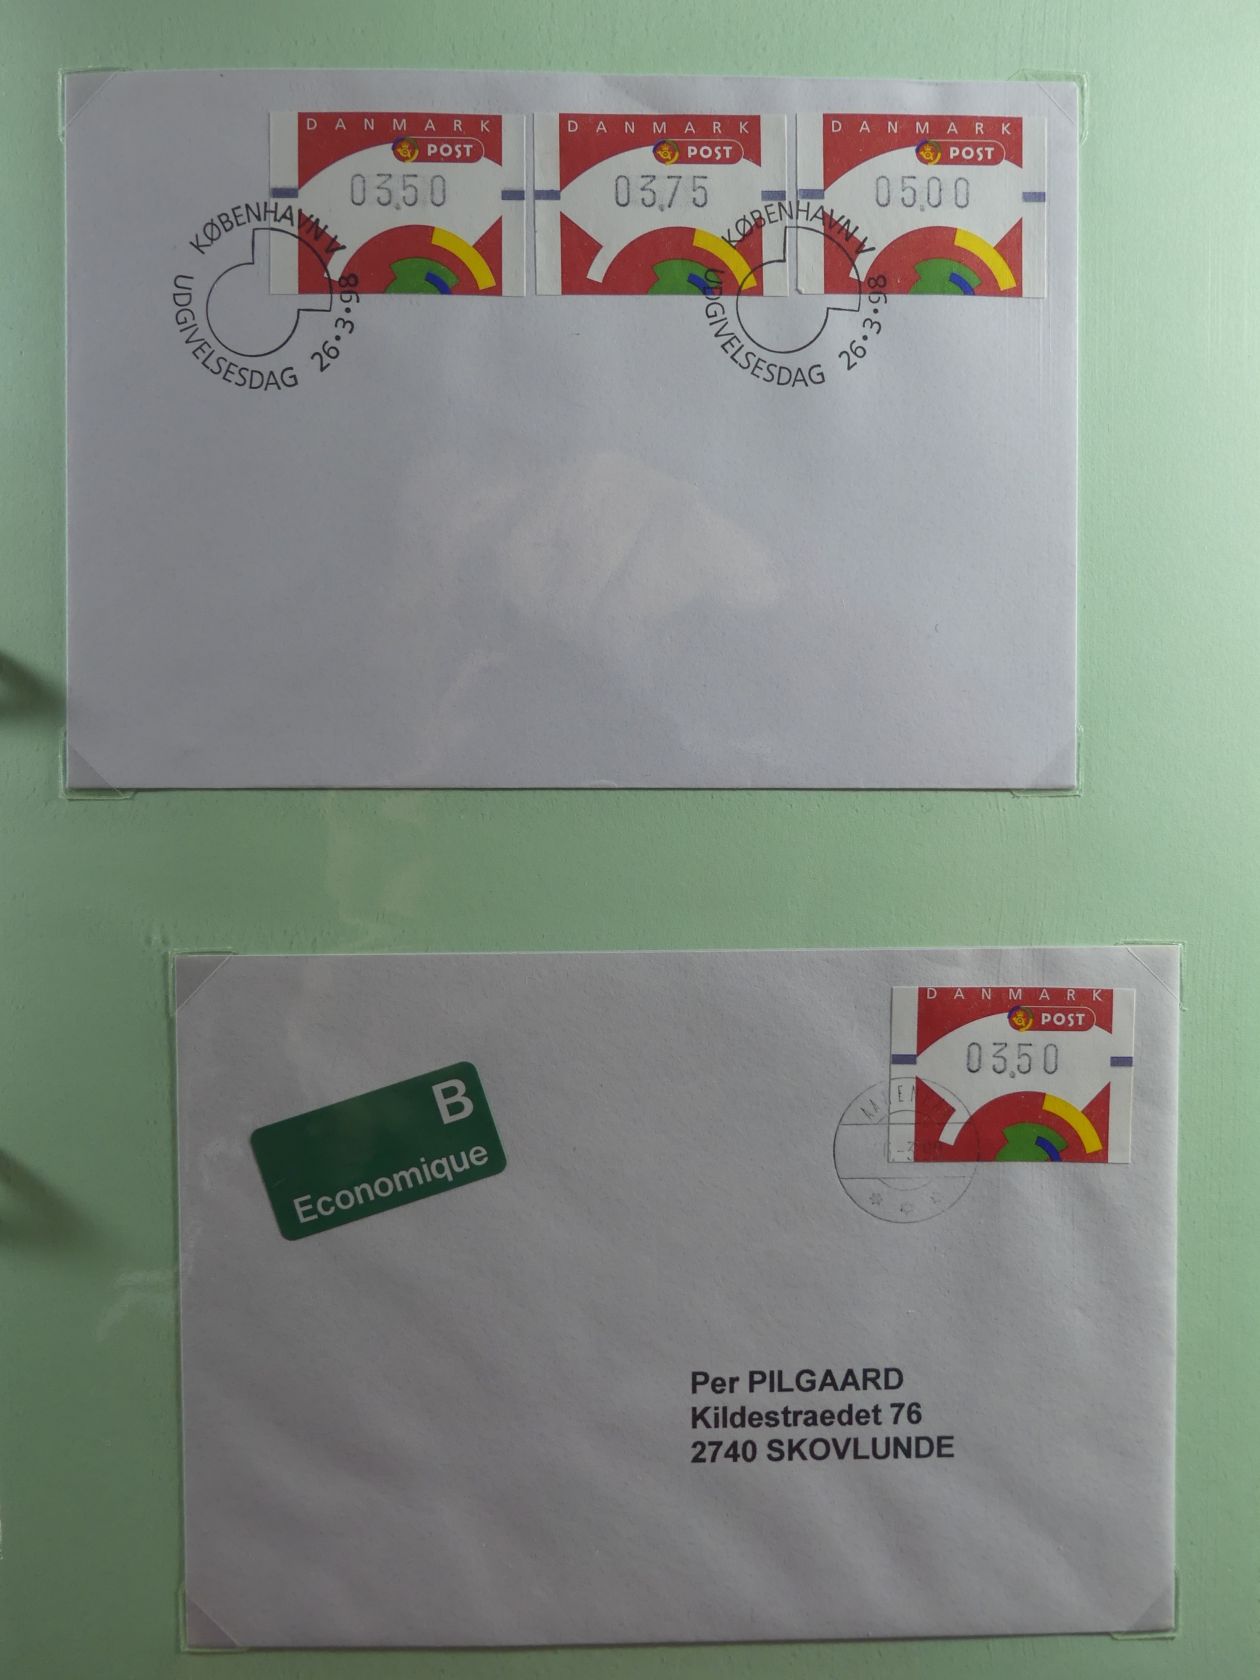 DANMARK
POST
03.50
DANMARK
POST
03.75
DANMARK
POST
05.00
KØBENHAVN V
UDGIVELSESDAG 26.3.98
KØBENHAVN V
UDGIVELSESDAG 26.3.98
DANMARK
POST
03.50
B
Economique
Per PILGAARD
Kildestraedet 76
2740 SKOVLUNDE